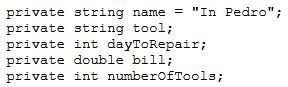 private string name = "In Pedro";
private string tool;
private int dayToRepair;
private double bill;
private int numberOfTools;